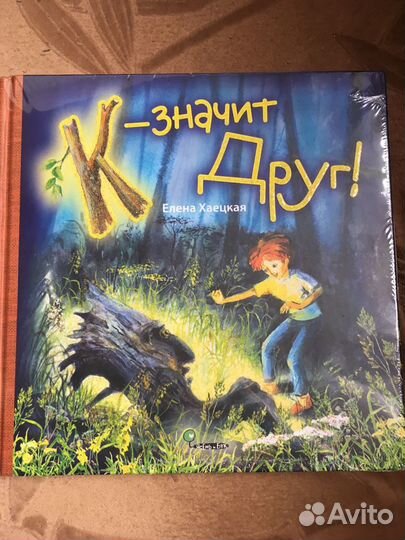 К – значит
Друг!
Елена Хаецкая
Avito